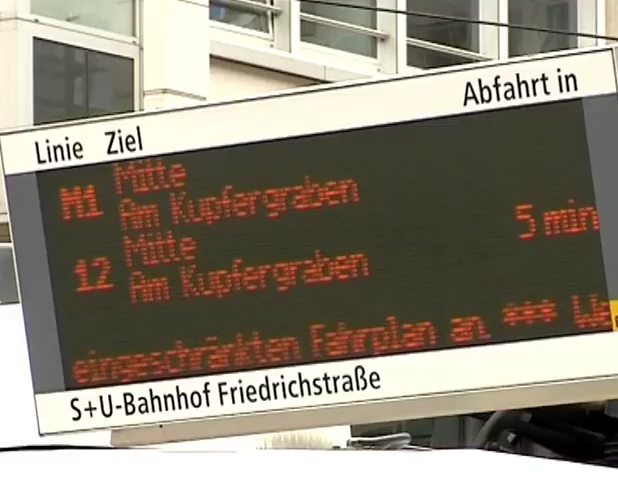 Linie Ziel Abfahrt in
Mitte
M1 Am Kupfergraben
Mitte 5 min
12 Am Kupfergraben
eingeschränkten Fahrplan an. *** We
S+U-Bahnhof Friedrichstraße